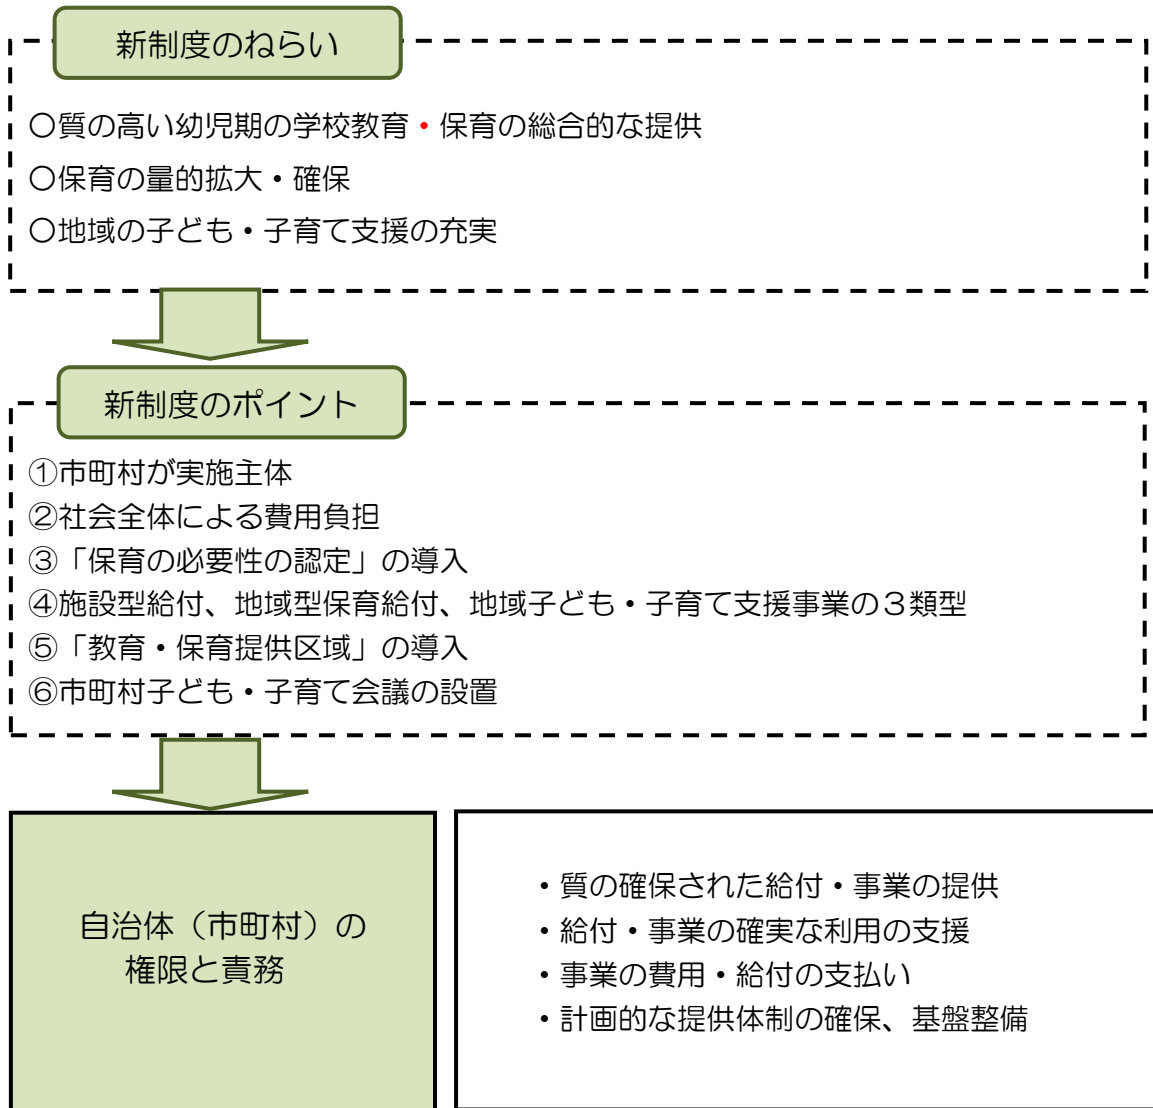 新制度のねらい
〇質の高い幼児期の学校教育・保育の総合的な提供
〇保育の量的拡大・確保
〇地域の子ども・子育て支援の充実
新制度のポイント
①市町村が実施主体
②社会全体による費用負担
③「保育の必要性の認定」の導入
④施設型給付、地域型保育給付、地域子ども・子育て支援事業の３類型
⑤「教育・保育提供区域」の導入
⑥市町村子ども・子育て会議の設置
自治体（市町村）の
権限と責務
・質の確保された給付・事業の提供
・給付・事業の確実な利用の支援
・事業の費用・給付の支払い
・計画的な提供体制の確保、基盤整備